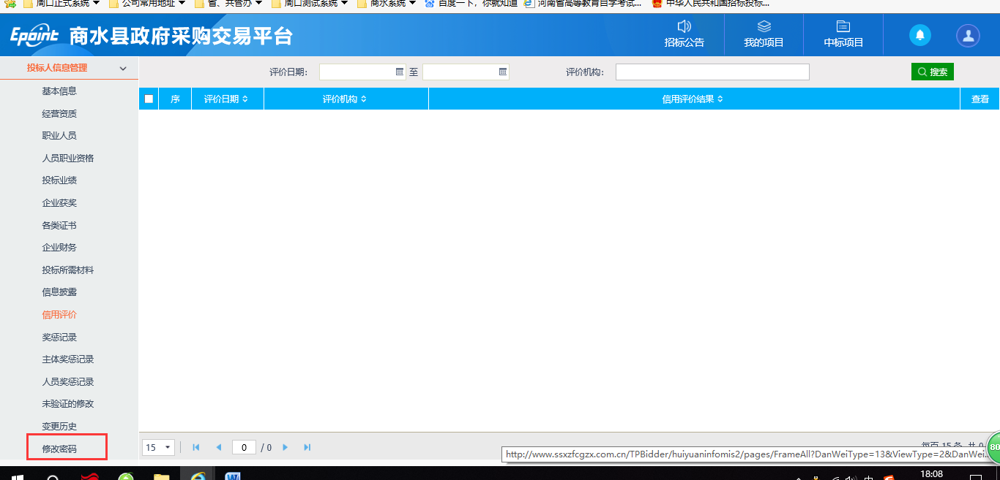 周口正式系统 公司常用地址 省、共管办 周口测试系统 商水系统 百度一下，你就知道 河南省高等教育自学考试... 中华人民共和国招标投标...
Epoint 商水县政府采购交易平台 招标公告 我的项目 中标项目
投标人信息管理
基本信息
经营资质
职业人员
人员职业资格
投标业绩
企业获奖
各类证书
企业财务
投标所需材料
信息披露
信用评价
奖惩记录
主体奖惩记录
人员奖惩记录
未验证的修改
变更历史
修改密码
评价日期： 至 评价机构： 搜索
序 评价日期 评价机构 信用评价结果 查看
15 0 / 0 每页 15 条 共 0
http://www.ssxzfcgzx.com.cn/TPBidder/huiyuaninfomis2/pages/FrameAll?DanWeiType=13&ViewType=2&DanWei...
80
中
18:08